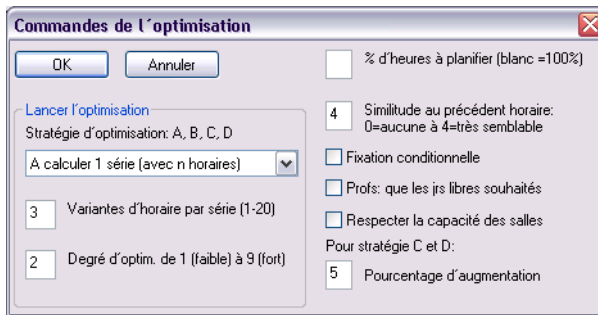 Commandes de l´optimisation
OK
Annuler
% d'heures à planifier (blanc =100%)
Lancer l'optimisation
Stratégie d'optimisation: A, B, C, D
A calculer 1 série (avec n horaires)
3 Variantes d'horaire par série (1-20)
2 Degré d'optim. de 1 (faible) à 9 (fort)
4 Similitude au précédent horaire:
0=aucune à 4=très semblable
Fixation conditionnelle
Profs: que les jrs libres souhaités
Respecter la capacité des salles
Pour stratégie C et D:
5 Pourcentage d'augmentation